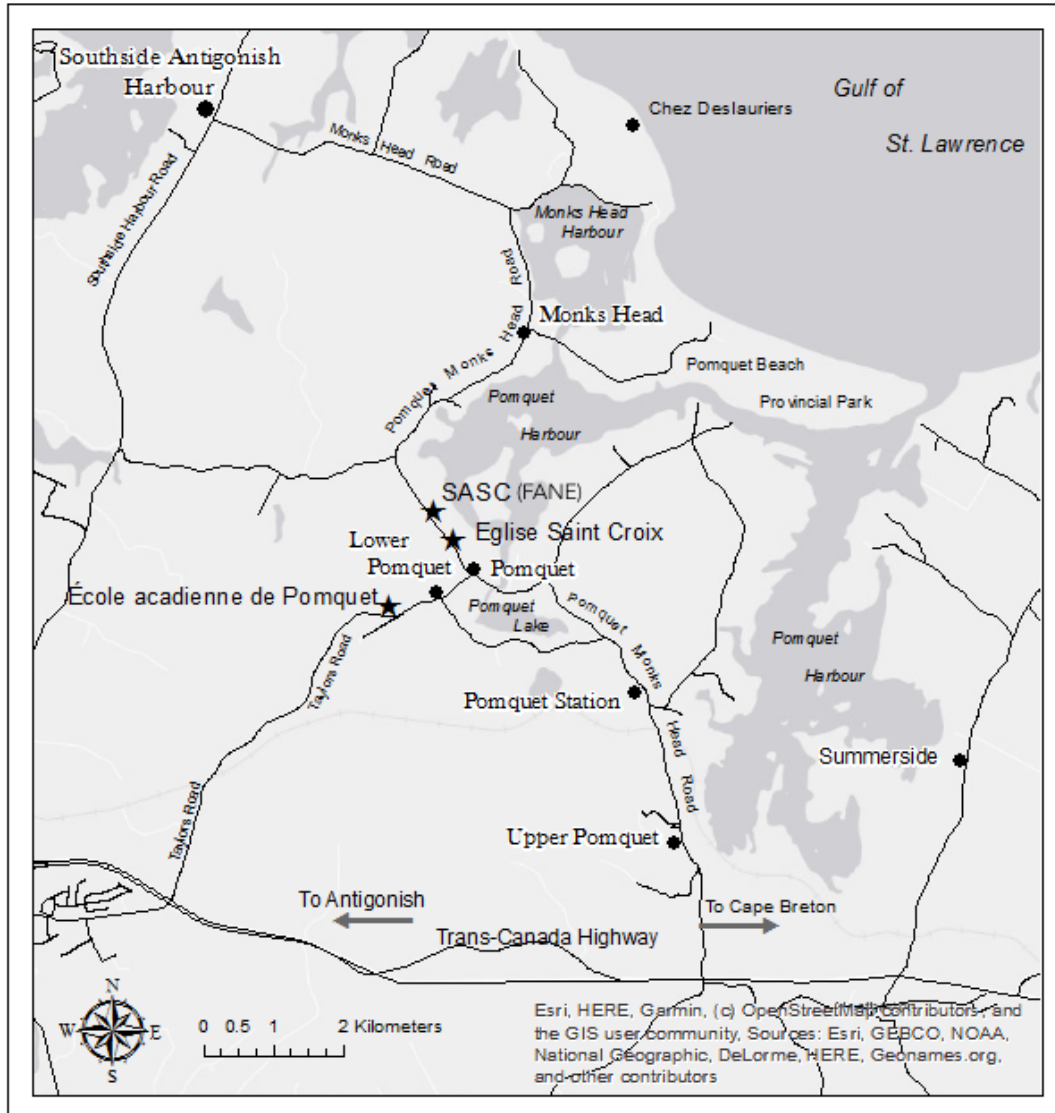 Southside Antigonish
Harbour
Chez Deslauriers
Gulf of
St. Lawrence
Monks Head Road
Southside Harbour Road
Monks Head
Harbour
Monks Head
Pomquet Monks Head Road
Pomquet Beach
Provincial Park
Pomquet
Harbour
SASC (FANE)
Eglise Saint Croix
Lower
Pomquet
Pomquet
École acadienne de Pomquet
Pomquet
Lake
Pomquet Monks Head Road
Pomquet
Harbour
Taylors Road
Pomquet Station
Summerside
Taylors Road
Upper Pomquet
To Antigonish
To Cape Breton
Trans-Canada Highway
N
W
E
S
0 0.5 1 2 Kilometers
Esri, HERE, Garmin, (c) OpenStreetMap contributors, and
the GIS user community, Sources: Esri, GEBCO, NOAA,
National Geographic, DeLorme, HERE, Geonames.org,
and other contributors